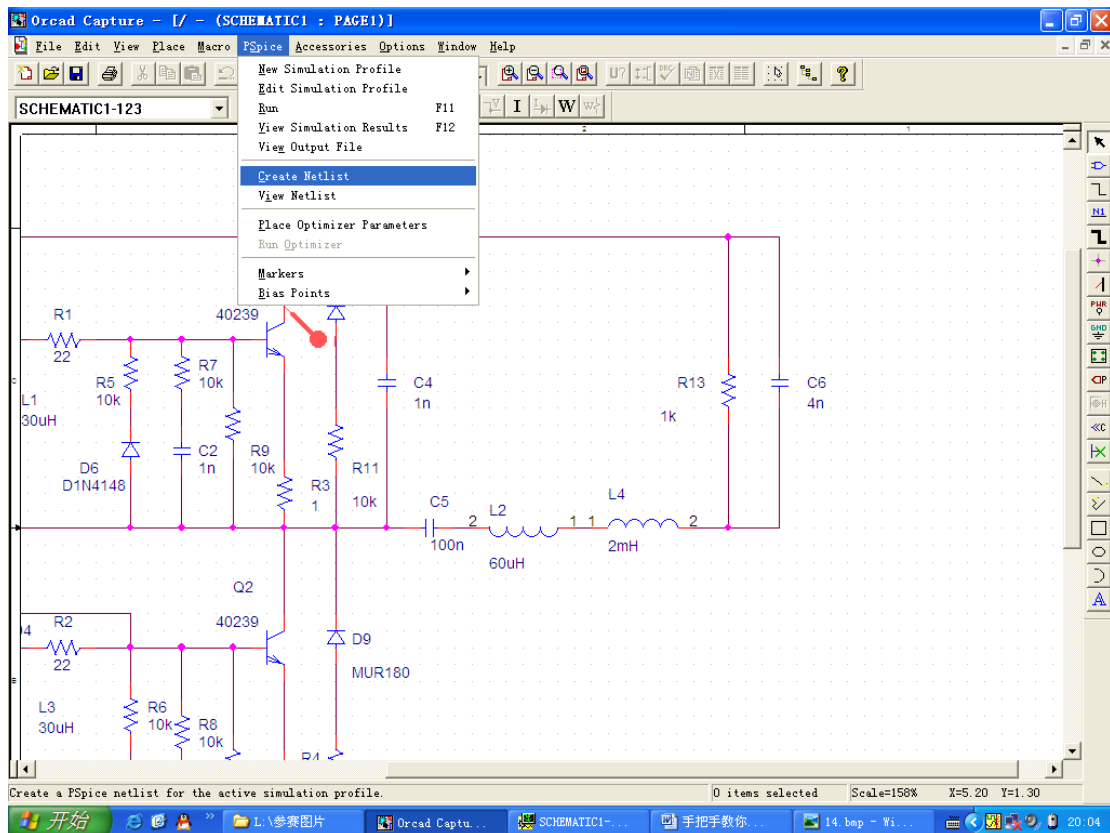 Orcad Capture - [/ - (SCHEMATIC1 : PAGE1)]
File Edit View Place Macro PSpice Accessories Options Window Help
U? DRC
SCHEMATIC1-123
V I W
New Simulation Profile
Edit Simulation Profile
Run F11
View Simulation Results F12
View Output File
Create Netlist
View Netlist
Place Optimizer Parameters
Run Optimizer
Markers
Bias Points
2
1
N1
PWR
GND
R1
22
40239
R5
10k
R7
10k
C
L1
30uH
C4
1n
R13
1k
C6
4n
D6
D1N4148
C2
1n
R9
10k
R3
1
R11
10k
C5
100n
2
L2
60uH
1
1
L4
2mH
2
Q2
40239
R2
22
D9
MUR180
L3
30uH
R6
10k
R8
10k
R4
A
Create a PSpice netlist for the active simulation profile.
0 items selected
Scale=158%
X=5.20 Y=1.30
开始
L:\参赛图片
Orcad Captu...
SCHEMATIC1-...
手把手教你...
14.bmp - Wi...
20:04